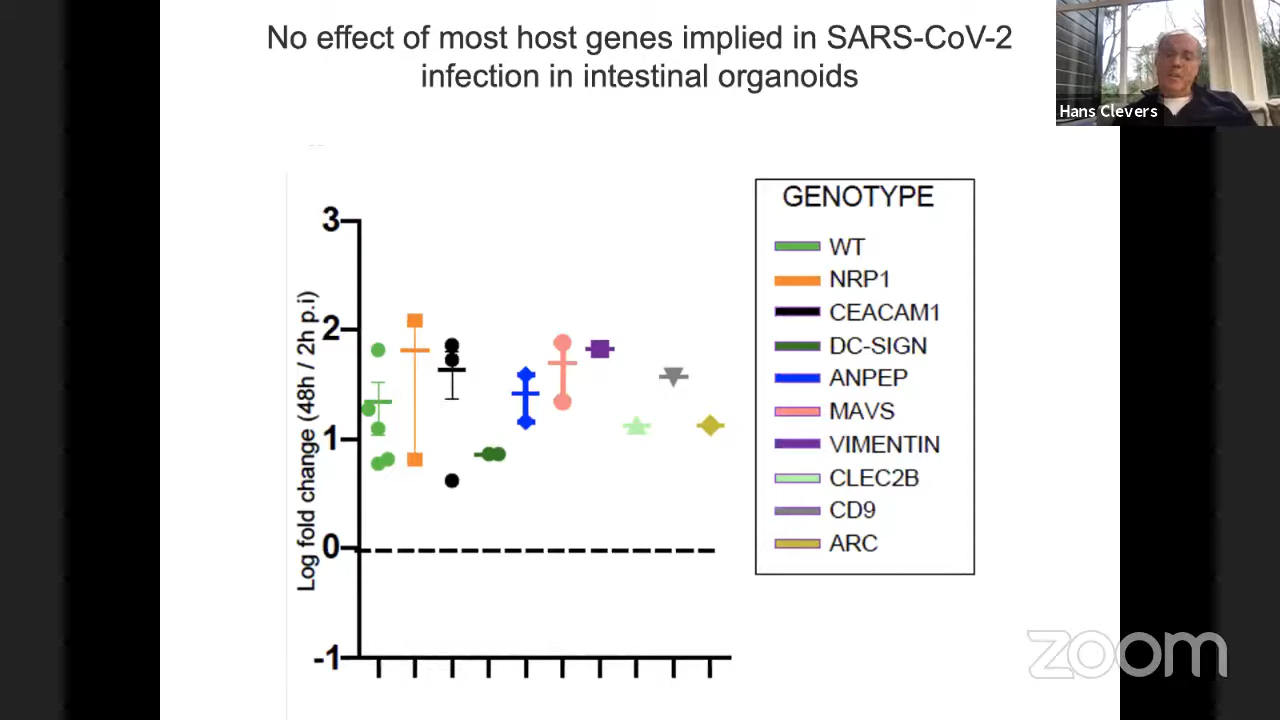 No effect of most host genes implied in SARS-CoV-2
infection in intestinal organoids
Hans Clevers
Log fold change (48h / 2h p.i)
3
2
1
0
-1
GENOTYPE
WT
NRP1
CEACAM1
DC-SIGN
ANPEP
MAVS
VIMENTIN
CLEC2B
CD9
ARC
zoom